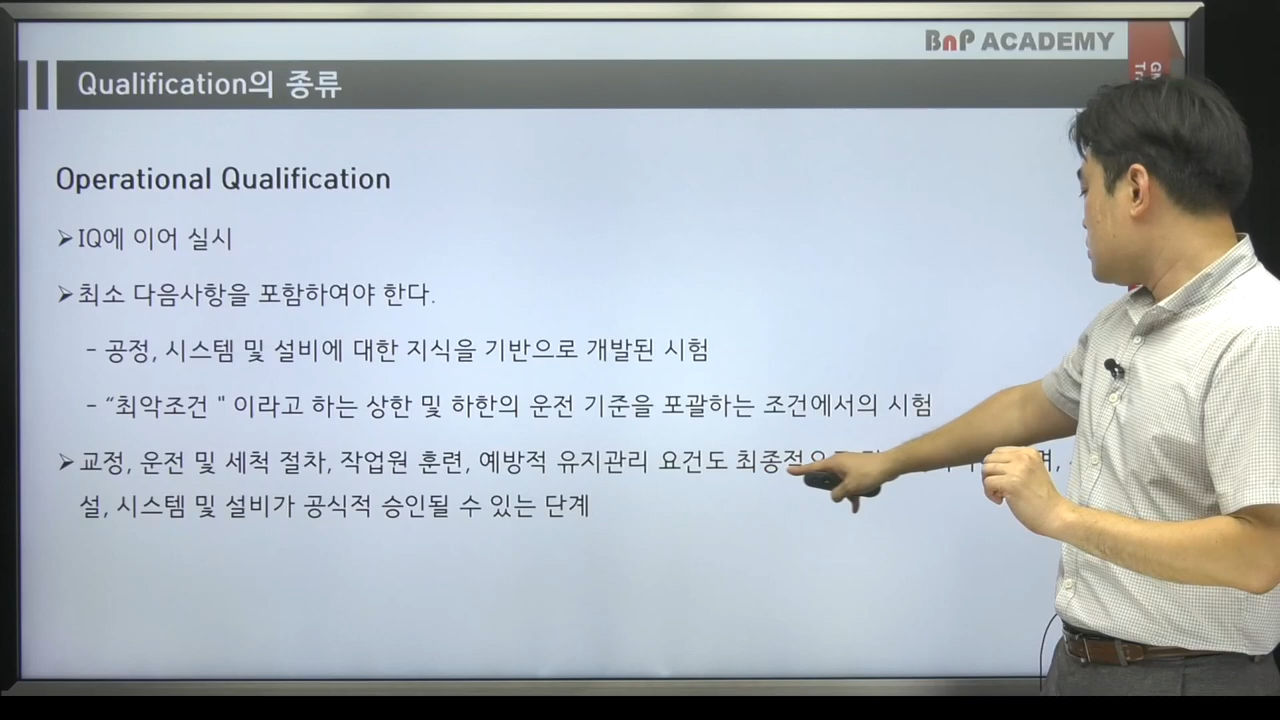 BnP ACADEMY
Qualification의 종류
Operational Qualification
➢IQ에 이어 실시
➢최소 다음사항을 포함하여야 한다.
- 공정, 시스템 및 설비에 대한 지식을 기반으로 개발된 시험
- “최악조건 " 이라고 하는 상한 및 하한의 운전 기준을 포괄하는 조건에서의 시험
➢교정, 운전 및 세척 절차, 작업원 훈련, 예방적 유지관리 요건도
설, 시스템 및 설비가 공식적 승인될 수 있는 단계